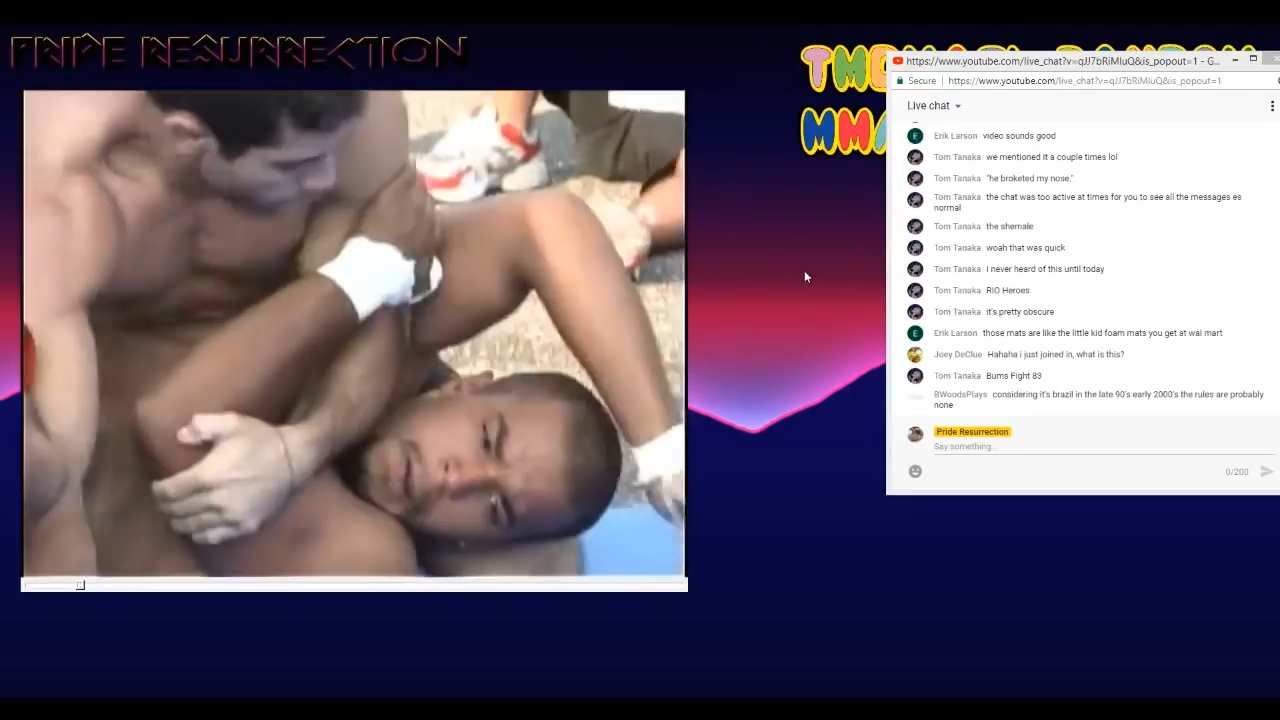 PRIDE RESURRECTION
MMA
https://www.youtube.com/live_chat?v=qJJ7bRiMluQ&is_popout=1 - G...
Secure https://www.youtube.com/live_chat?v=qJJ7bRiMluQ&is_popout=1
Live chat
E Erik Larson video sounds good
Tom Tanaka we mentioned it a couple times lol
Tom Tanaka "he broketed my nose."
Tom Tanaka the chat was too active at times for you to see all the messages es
normal
Tom Tanaka the shemale
Tom Tanaka woah that was quick
Tom Tanaka I never heard of this until today
Tom Tanaka RIO Heroes
Tom Tanaka it's pretty obscure
E Erik Larson those mats are like the little kid foam mats you get at wal mart
Joey DeClue Hahaha i just joined in, what is this?
Tom Tanaka Bums Fight 83
BWoodsPlays considering it's brazil in the late 90's early 2000's the rules are probably
none
Pride Resurrection
Say something...
0/200